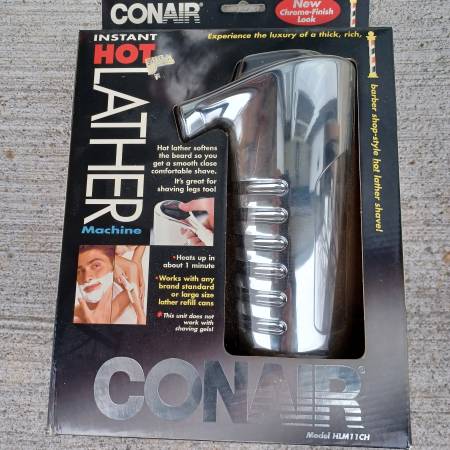 CONAIR®
New
Chrome-Finish
Look
INSTANT
HOT
LATHER
Machine
Experience the luxury of a thick, rich,
barber shop-style hot lather shave!
Hot lather softens
the beard so you
get a smooth close
comfortable shave.
It's great for
shaving legs too!
•Heats up in
about 1 minute
•Works with any
brand standard
or large size
lather refill cans
•This unit does not
work with
shaving gels!
CONAIR®
Model HLM11CH